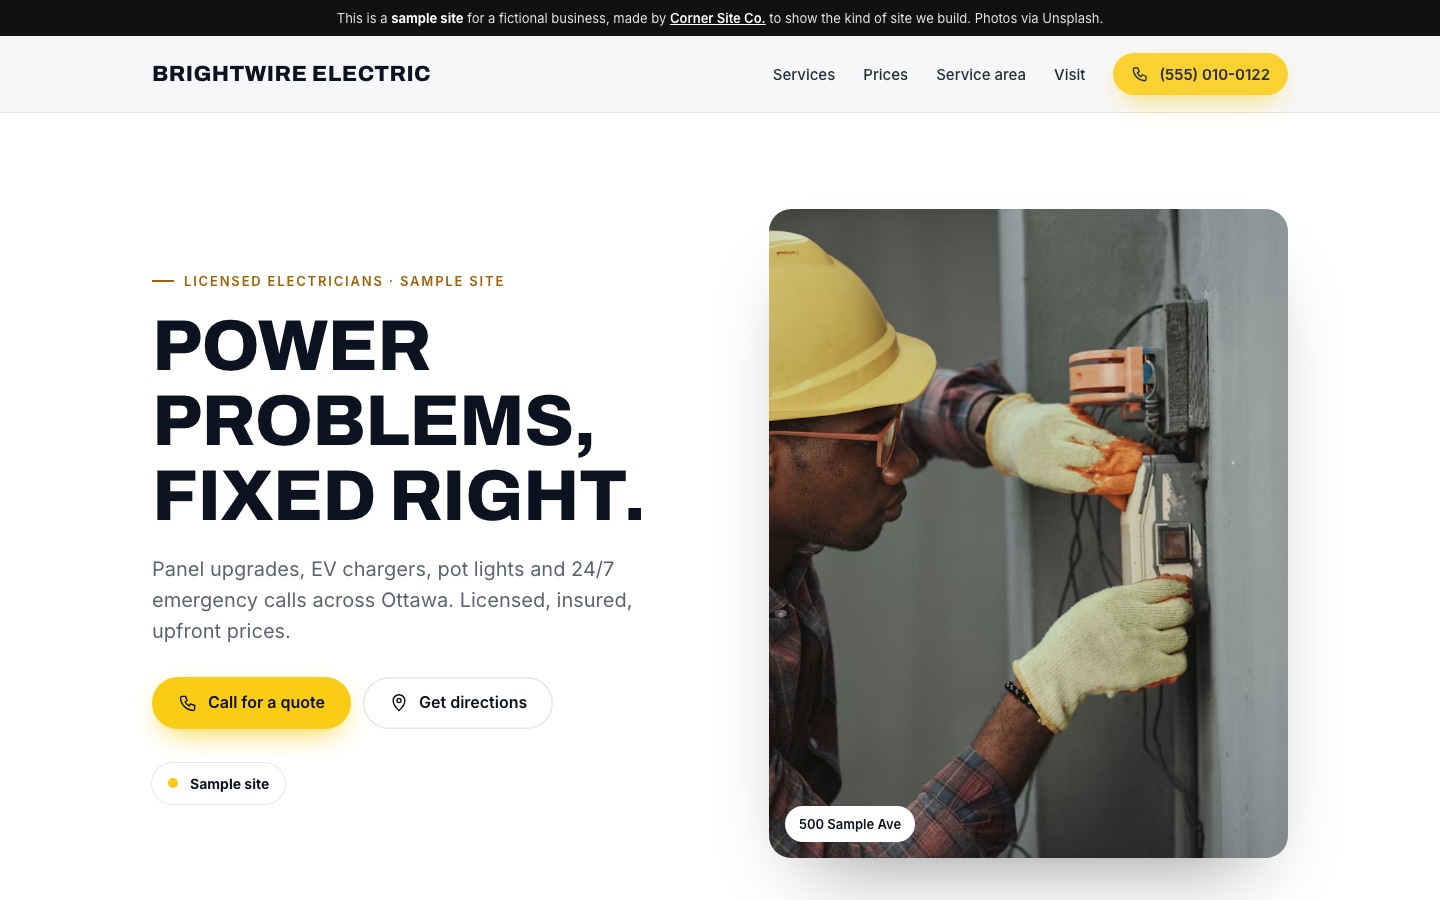 This is a sample site for a fictional business, made by Corner Site Co. to show the kind of site we build. Photos via Unsplash.
BRIGHTWIRE ELECTRIC
Services
Prices
Service area
Visit
(555) 010-0122
LICENSED ELECTRICIANS · SAMPLE SITE
POWER
PROBLEMS,
FIXED RIGHT.
Panel upgrades, EV chargers, pot lights and 24/7
emergency calls across Ottawa. Licensed, insured,
upfront prices.
Call for a quote
Get directions
Sample site
500 Sample Ave